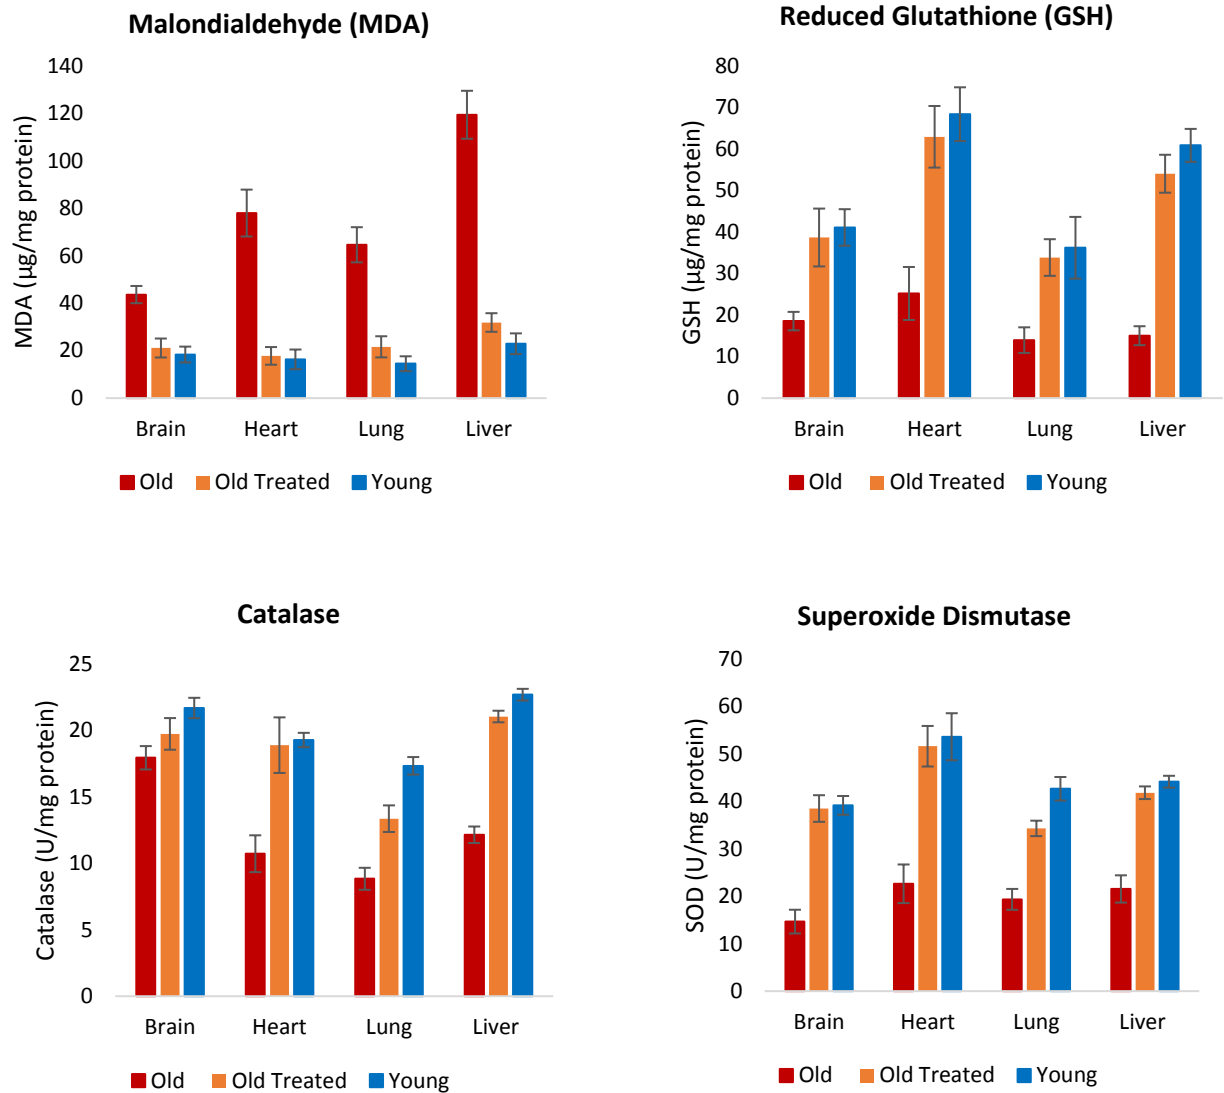 Malondialdehyde (MDA)
MDA (µg/mg protein)
140
120
100
80
60
40
20
0
Brain Heart Lung Liver
Old Old Treated Young
Reduced Glutathione (GSH)
GSH (µg/mg protein)
80
70
60
50
40
30
20
10
0
Brain Heart Lung Liver
Old Old Treated Young
Catalase
Catalase (U/mg protein)
25
20
15
10
5
0
Brain Heart Lung Liver
Old Old Treated Young
Superoxide Dismutase
SOD (U/mg protein)
70
60
50
40
30
20
10
0
Brain Heart Lung Liver
Old Old Treated Young